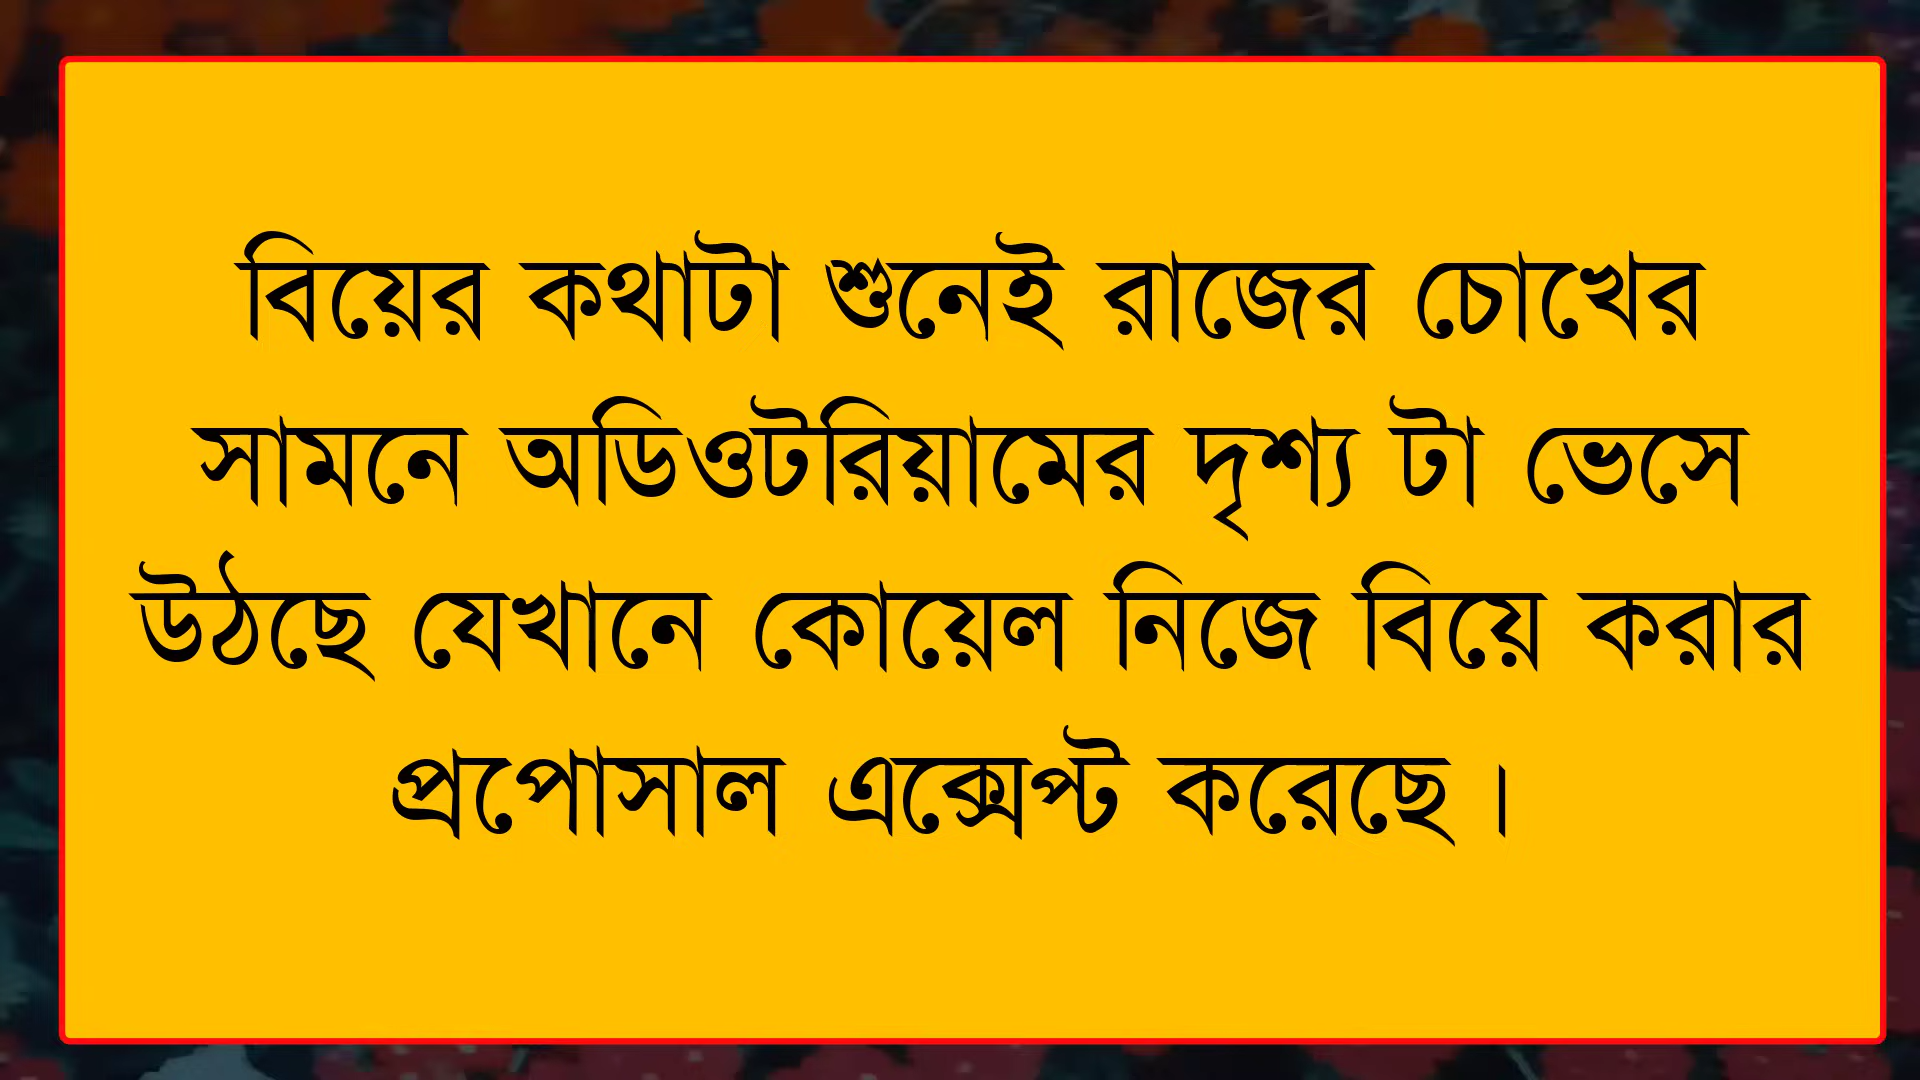 বিয়ের কথাটা শুনেই রাজের চোখের
সামনে অডিওটরিয়ামের দৃশ্য টা ভেসে
উঠছে যেখানে কোয়েল নিজে বিয়ে করার
প্রপোসাল এক্সেপ্ট করেছে।